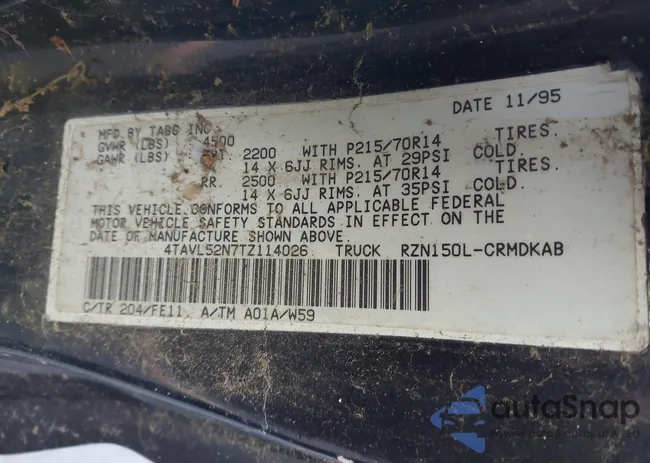 DATE 11/95
MFG BY TABC INC.
GVWR (LBS) 4500
GAWR (LBS) 2200 WITH P215/70R14 TIRES.
14 X 6JJ RIMS. AT 29PSI COLD.
RR. 2500 WITH P215/70R14 TIRES.
14 X 6JJ RIMS. AT 35PSI COLD.
THIS VEHICLE CONFORMS TO ALL APPLICABLE FEDERAL
MOTOR VEHICLE SAFETY STANDARDS IN EFFECT ON THE
DATE OF MANUFACTURE SHOWN ABOVE.
4TAVL52N7TZ114026 TRUCK RZN150L-CRMDKAB
C/TR 204/FE11 A/TM A01A/W59
autoSnap